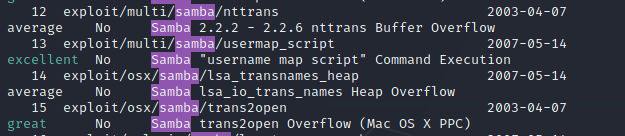 12 exploit/multi/samba/nttrans 2003-04-07
average No Samba 2.2.2 - 2.2.6 nttrans Buffer Overflow
13 exploit/multi/samba/usermap_script 2007-05-14
excellent No Samba "username map script" Command Execution
14 exploit/osx/samba/lsa_transnames_heap 2007-05-14
average No Samba lsa_io_trans_names Heap Overflow
15 exploit/osx/samba/trans2open 2003-04-07
great No Samba trans2open Overflow (Mac OS X PPC)